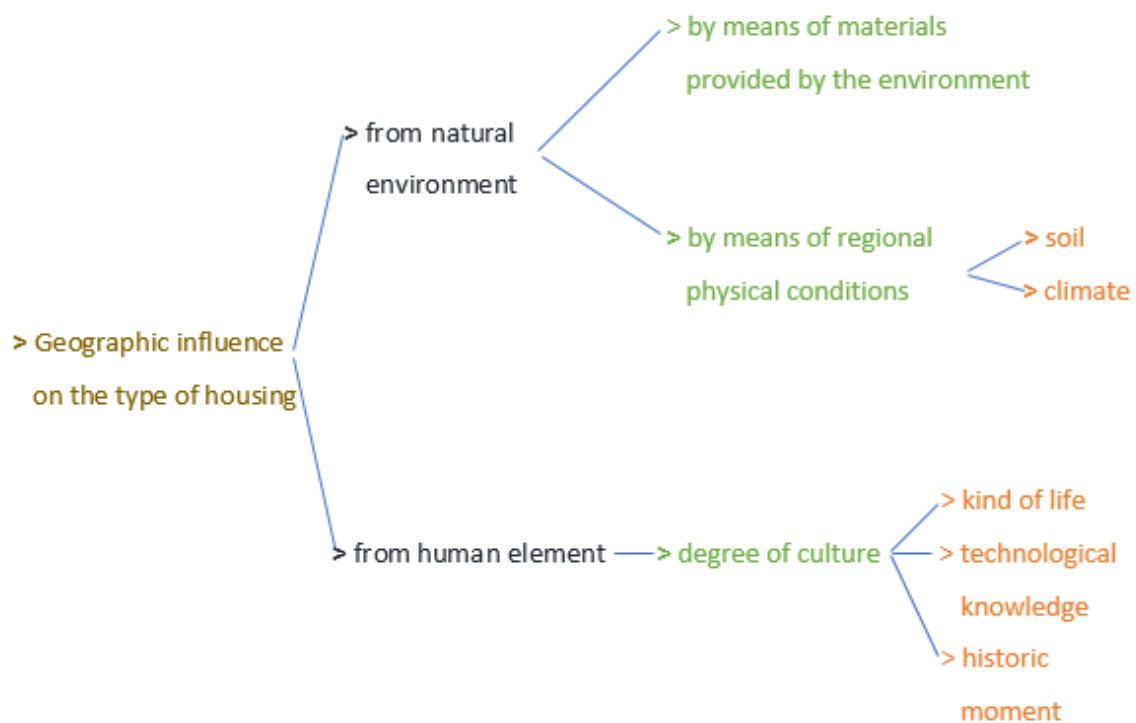 > by means of materials
provided by the environment
> from natural
environment
> by means of regional
physical conditions
> soil
> climate
> Geographic influence
on the type of housing
> from human element
> degree of culture
> kind of life
> technological
knowledge
> historic
moment